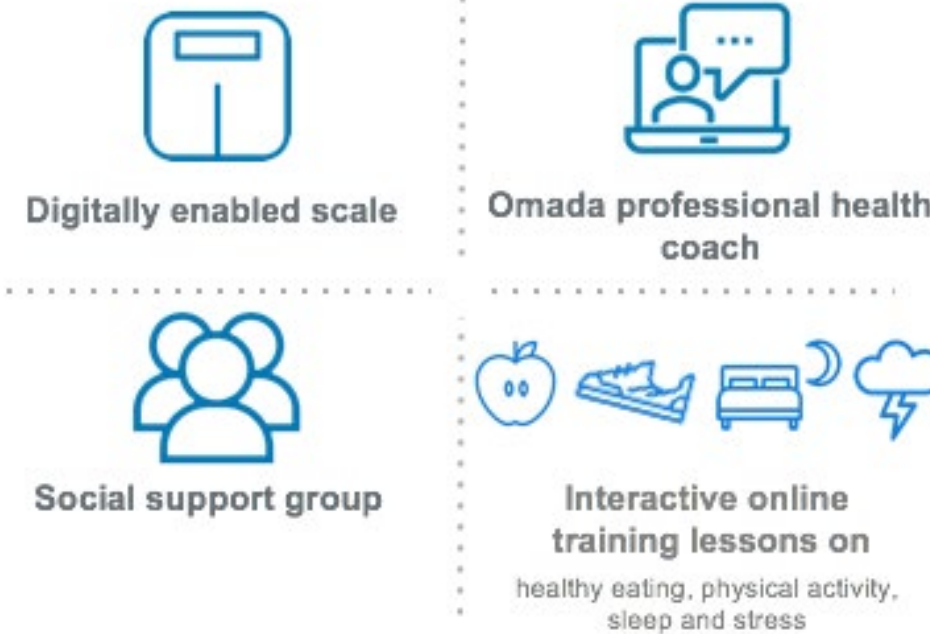 Digitally enabled scale
Omada professional health
coach
Social support group
Interactive online
training lessons on
healthy eating, physical activity,
sleep and stress